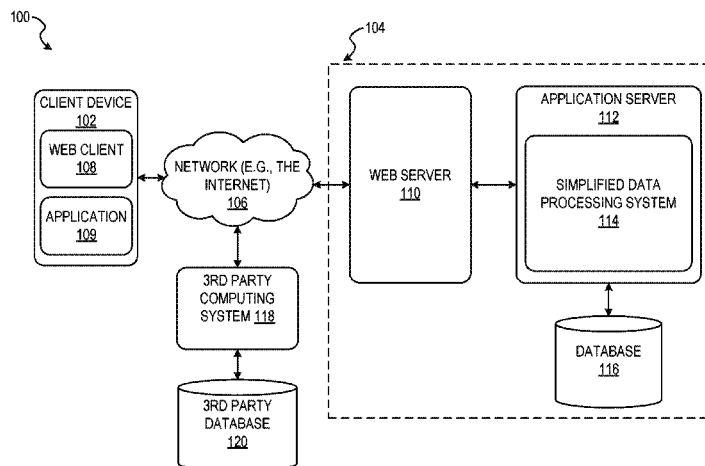 100
104
CLIENT DEVICE
102
WEB CLIENT
108
APPLICATION
109
NETWORK (E.G., THE
INTERNET)
106
WEB SERVER
110
APPLICATION SERVER
112
SIMPLIFIED DATA
PROCESSING SYSTEM
114
3RD PARTY
COMPUTING
SYSTEM 118
DATABASE
116
3RD PARTY
DATABASE
120